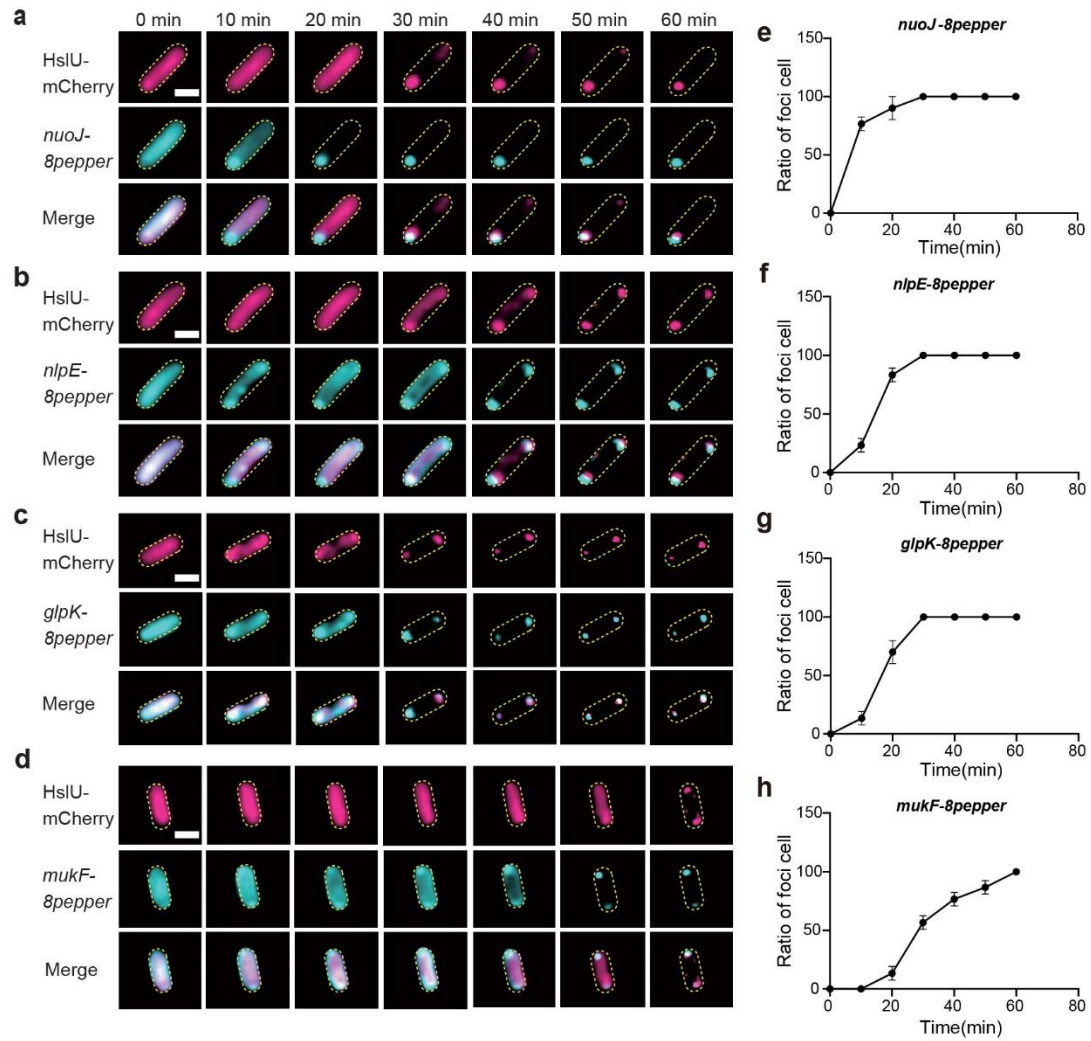 a
0 min 10 min 20 min 30 min 40 min 50 min 60 min
HslU-
mCherry
nuoJ-
8pepper
Merge
b
HslU-
mCherry
nlpE-
8pepper
Merge
c
HslU-
mCherry
glpK-
8pepper
Merge
d
HslU-
mCherry
mukF-
8pepper
Merge
e
nuoJ-8pepper
150
100
50
0
0 20 40 60 80
Ratio of foci cell
Time(min)
f
nlpE-8pepper
150
100
50
0
0 20 40 60 80
Ratio of foci cell
Time(min)
g
glpK-8pepper
150
100
50
0
0 20 40 60 80
Ratio of foci cell
Time(min)
h
mukF-8pepper
150
100
50
0
0 20 40 60 80
Ratio of foci cell
Time(min)